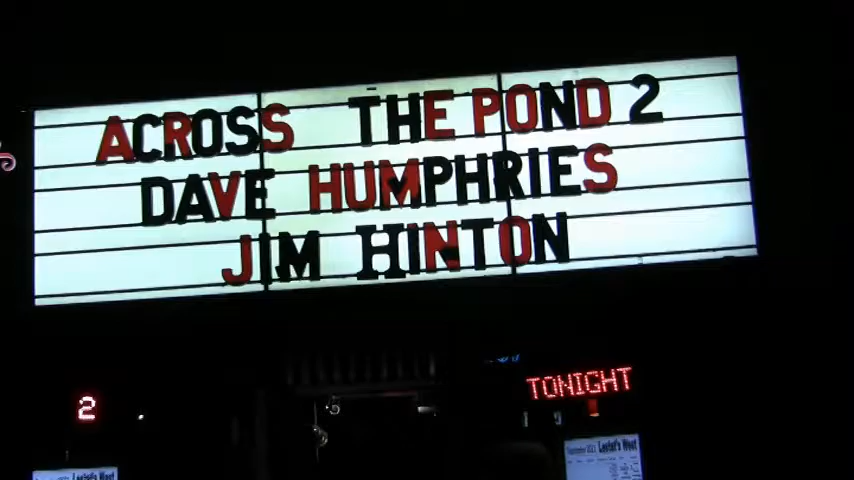 ACROSS THE POND 2
DAVE HUMPHRIES
JIM HINTON
2
TONIGHT